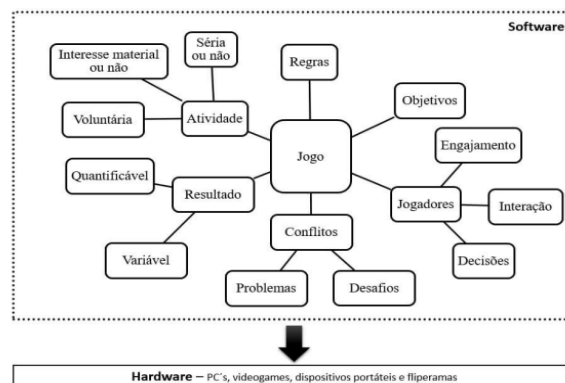 Software
Interesse material
ou não
Séria
ou não
Regras
Voluntária
Atividade
Objetivos
Jogo
Engajamento
Quantificável
Resultado
Jogadores
Interação
Conflitos
Variável
Decisões
Problemas
Desafios
Hardware – PC´s, videogames, dispositivos portáteis e fliperamas